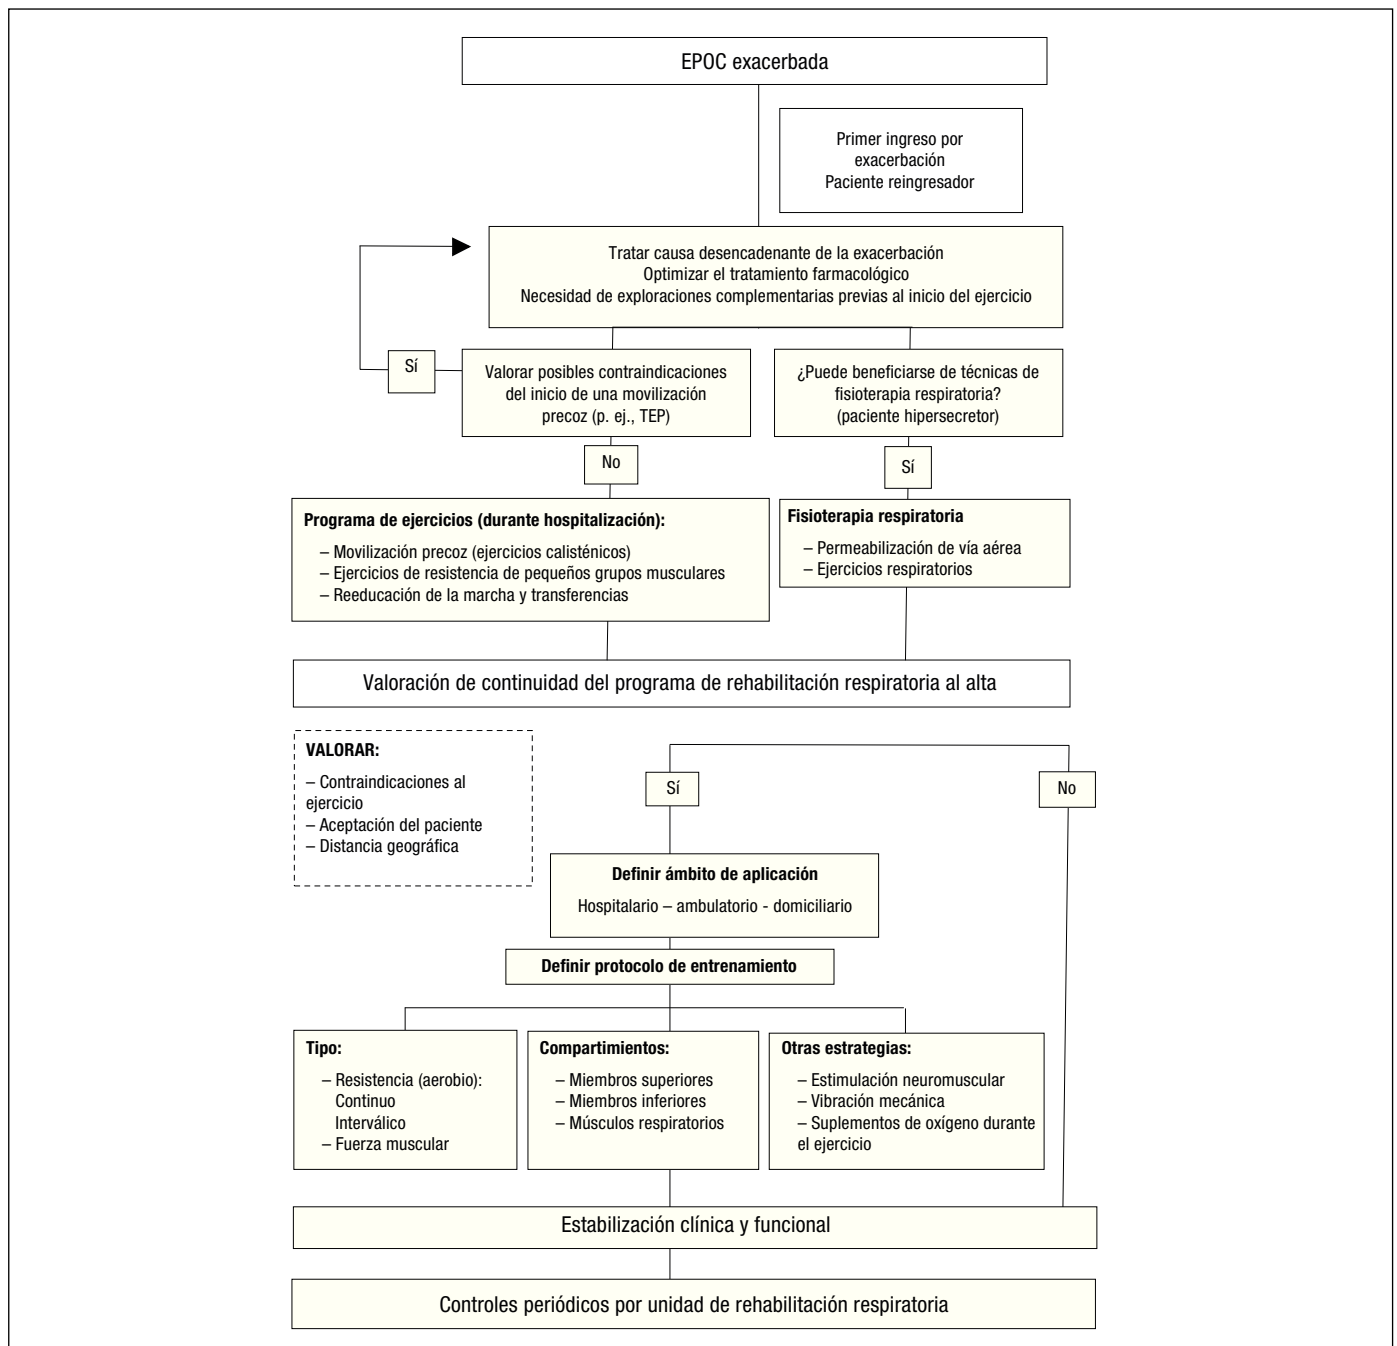 EPOC exacerbada
Primer ingreso por
exacerbación
Paciente reingresador
Tratar causa desencadenante de la exacerbación
Optimizar el tratamiento farmacológico
Necesidad de exploraciones complementarias previas al inicio del ejercicio
Sí
Valorar posibles contraindicaciones
del inicio de una movilización
precoz (p. ej., TEP)
¿Puede beneficiarse de técnicas de
fisioterapia respiratoria?
(paciente hipersecretor)
No
Sí
Programa de ejercicios (durante hospitalización):
– Movilización precoz (ejercicios calisténicos)
– Ejercicios de resistencia de pequeños grupos musculares
– Reeducación de la marcha y transferencias
Fisioterapia respiratoria
– Permeabilización de vía aérea
– Ejercicios respiratorios
Valoración de continuidad del programa de rehabilitación respiratoria al alta
VALORAR:
– Contraindicaciones al
ejercicio
– Aceptación del paciente
– Distancia geográfica
Sí
No
Definir ámbito de aplicación
Hospitalario – ambulatorio - domiciliario
Definir protocolo de entrenamiento
Tipo:
– Resistencia (aerobio):
Continuo
Interválico
– Fuerza muscular
Compartimientos:
– Miembros superiores
– Miembros inferiores
– Músculos respiratorios
Otras estrategias:
– Estimulación neuromuscular
– Vibración mecánica
– Suplementos de oxígeno durante
el ejercicio
Estabilización clínica y funcional
Controles periódicos por unidad de rehabilitación respiratoria